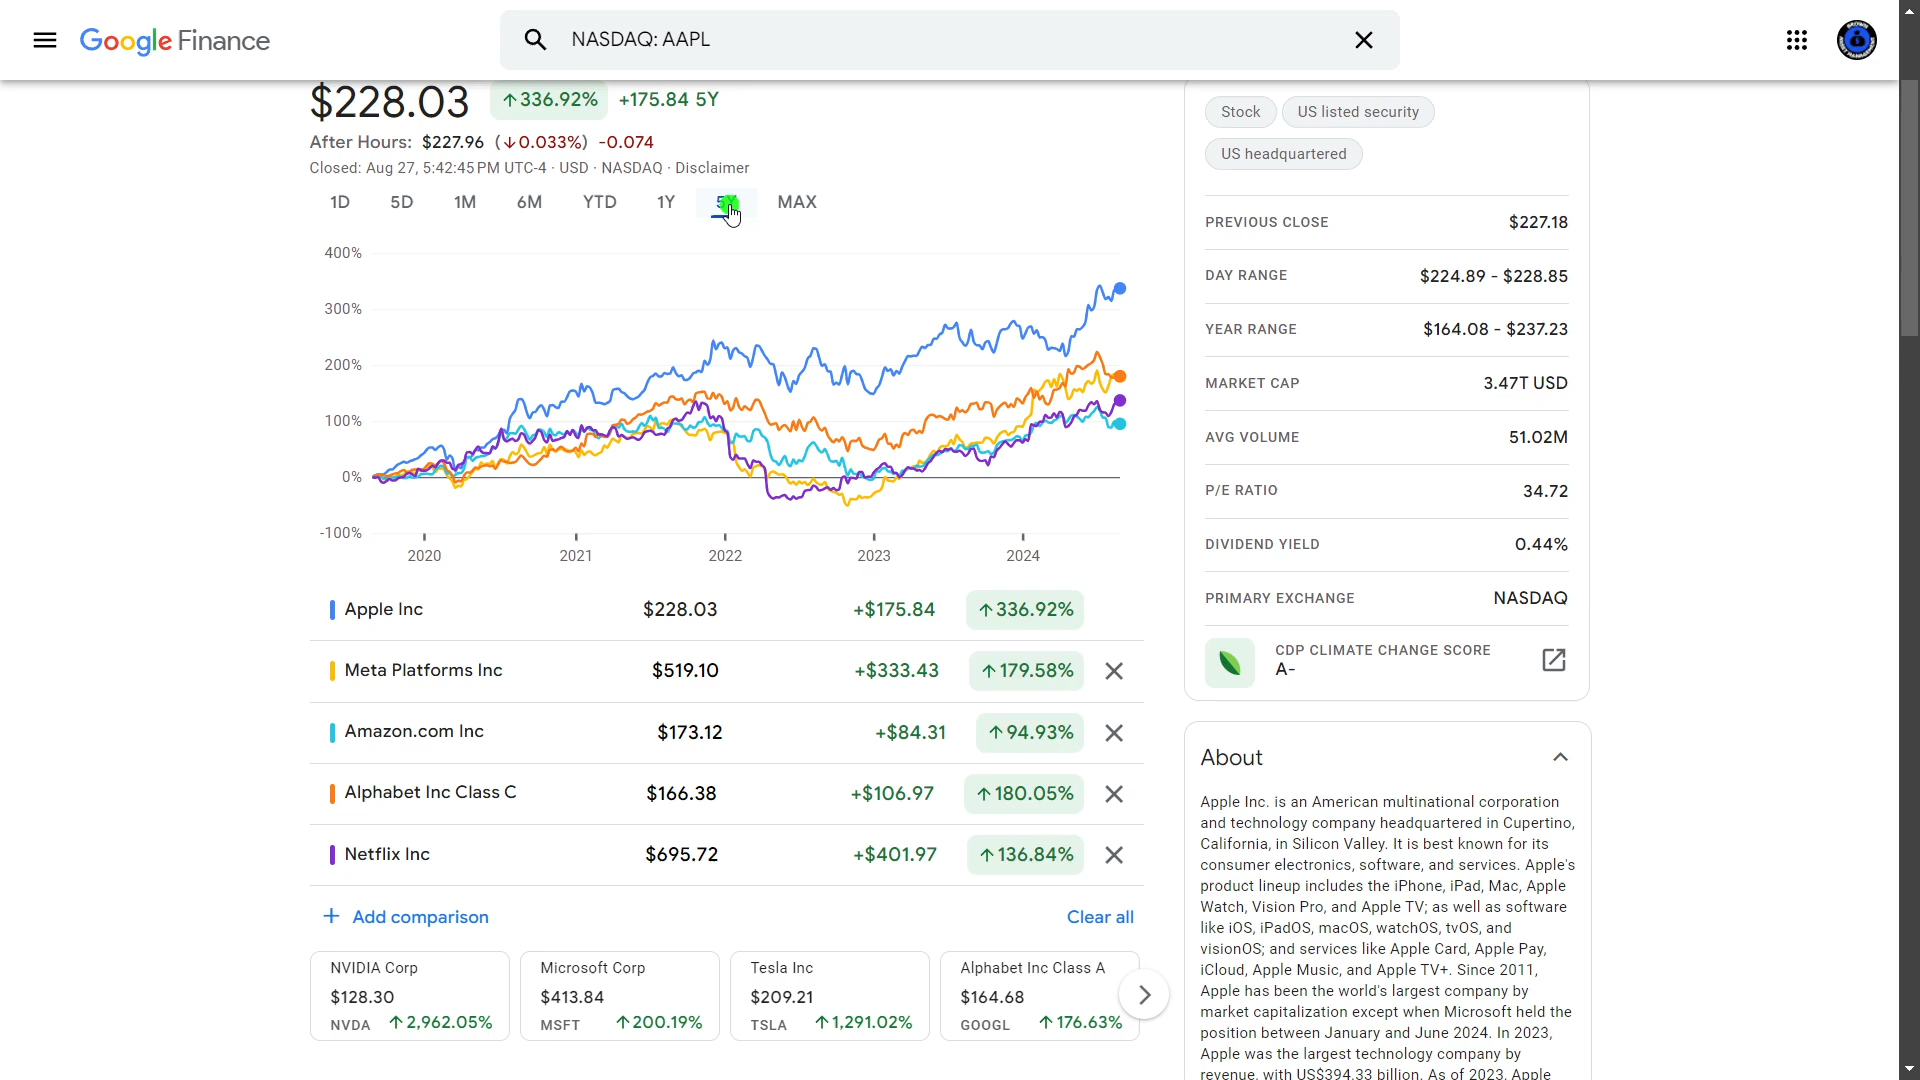 Google Finance
NASDAQ: AAPL
$228.03 ↑336.92% +175.84 5Y
After Hours: $227.96 (↓0.033%) -0.074
Closed: Aug 27, 5:42:45 PM UTC-4 · USD · NASDAQ · Disclaimer
1D 5D 1M 6M YTD 1Y MAX
400%
300%
200%
100%
0%
-100%
2020 2021 2022 2023 2024
Apple Inc $228.03 +$175.84 ↑336.92%
Meta Platforms Inc $519.10 +$333.43 ↑179.58%
Amazon.com Inc $173.12 +$84.31 ↑94.93%
Alphabet Inc Class C $166.38 +$106.97 ↑180.05%
Netflix Inc $695.72 +$401.97 ↑136.84%
+ Add comparison Clear all
NVIDIA Corp
$128.30
NVDA ↑2,962.05%
Microsoft Corp
$413.84
MSFT ↑200.19%
Tesla Inc
$209.21
TSLA ↑1,291.02%
Alphabet Inc Class A
$164.68
GOOGL ↑176.63%
Stock US listed security
US headquartered
PREVIOUS CLOSE $227.18
DAY RANGE $224.89 - $228.85
YEAR RANGE $164.08 - $237.23
MARKET CAP 3.47T USD
AVG VOLUME 51.02M
P/E RATIO 34.72
DIVIDEND YIELD 0.44%
PRIMARY EXCHANGE NASDAQ
CDP CLIMATE CHANGE SCORE
A-
About
Apple Inc. is an American multinational corporation
and technology company headquartered in Cupertino,
California, in Silicon Valley. It is best known for its
consumer electronics, software, and services. Apple's
product lineup includes the iPhone, iPad, Mac, Apple
Watch, Vision Pro, and Apple TV; as well as software
like iOS, iPadOS, macOS, watchOS, tvOS, and
visionOS; and services like Apple Card, Apple Pay,
iCloud, Apple Music, and Apple TV+. Since 2011,
Apple has been the world's largest company by
market capitalization except when Microsoft held the
position between January and June 2024. In 2023,
Apple was the largest technology company by
revenue, with US$394.33 billion. As of 2023, Apple